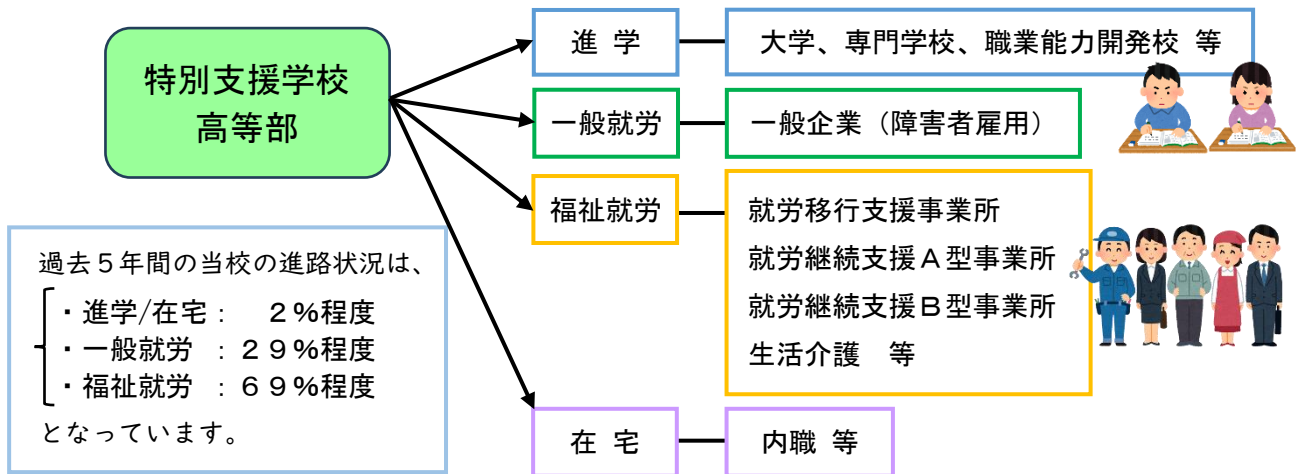 特別支援学校
高等部
進 学
大学、専門学校、職業能力開発校 等
一般就労
一般企業（障害者雇用）
福祉就労
就労移行支援事業所
就労継続支援Ａ型事業所
就労継続支援Ｂ型事業所
生活介護　等
在 宅
内職 等
過去５年間の当校の進路状況は、
・進学/在宅：　２％程度
・一般就労　：２９％程度
・福祉就労　：６９％程度
となっています。